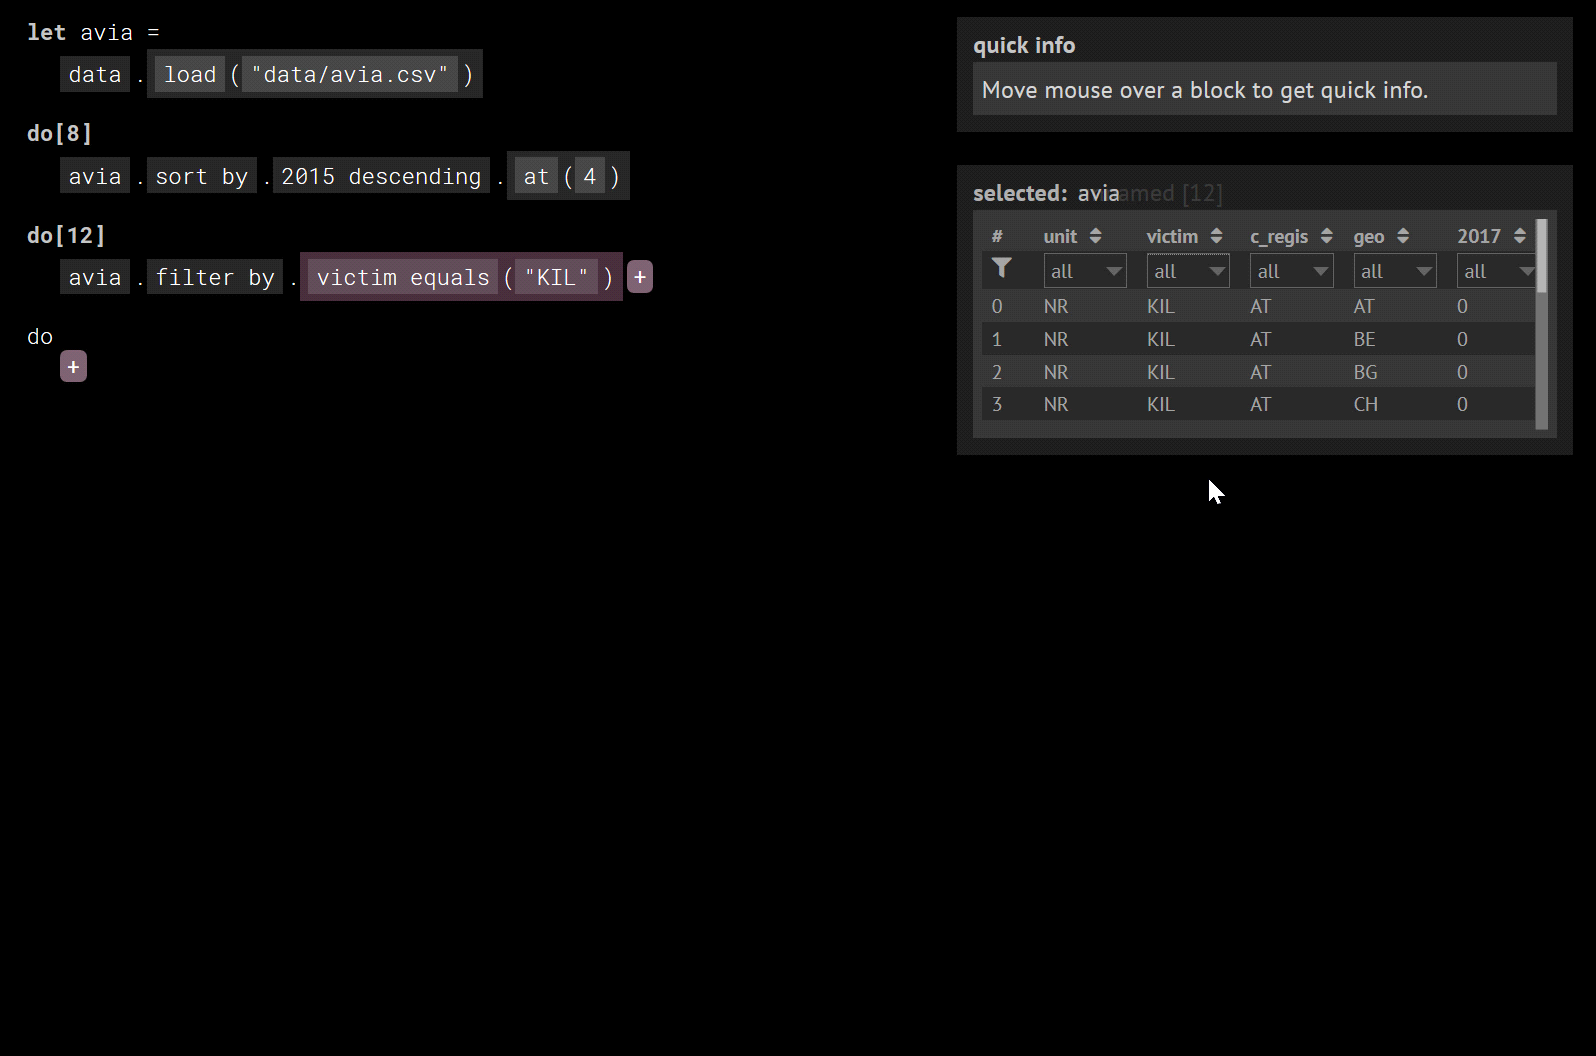 let avia =
data . load ( "data/avia.csv" )
do[8]
avia . sort by . 2015 descending . at ( 4 )
do[12]
avia . filter by . victim equals ( "KIL" ) +
do
+
quick info
Move mouse over a block to get quick info.
selected: avia [12]
# unit victim c_regis geo 2017
all all all all all
0 NR KIL AT AT 0
1 NR KIL AT BE 0
2 NR KIL AT BG 0
3 NR KIL AT CH 0